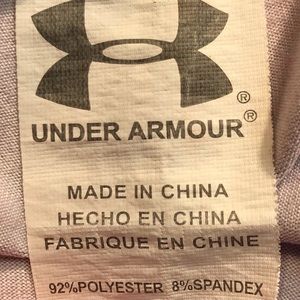 ®
UNDER ARMOUR®
MADE IN CHINA
HECHO EN CHINA
FABRIQUE EN CHINE
92%POLYESTER 8%SPANDEX